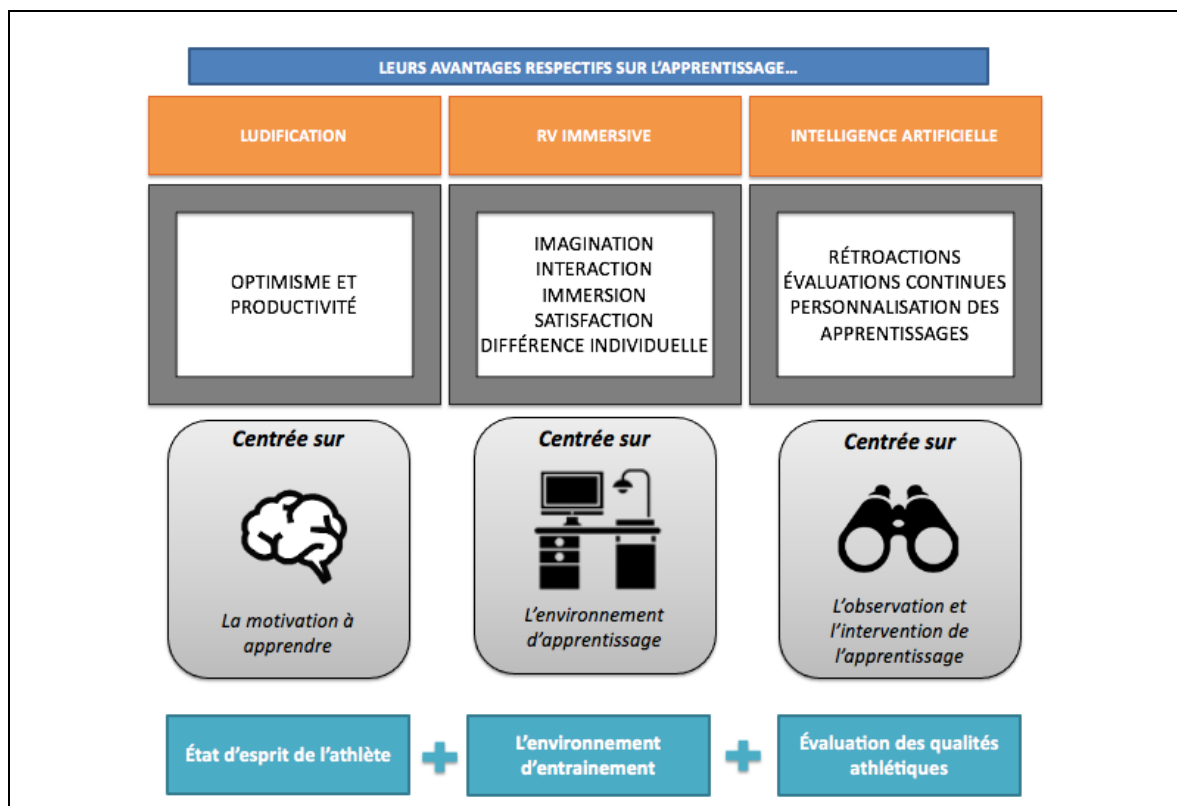 LEURS AVANTAGES RESPECTIFS SUR L'APPRENTISSAGE...
LUDIFICATION
RV IMMERSIVE
INTELLIGENCE ARTIFICIELLE
OPTIMISME ET
PRODUCTIVITÉ
IMAGINATION
INTERACTION
IMMERSION
SATISFACTION
DIFFÉRENCE INDIVIDUELLE
RÉTROACTIONS
ÉVALUATIONS CONTINUES
PERSONNALISATION DES
APPRENTISSAGES
Centrée sur
La motivation à
apprendre
Centrée sur
L'environnement
d'apprentissage
Centrée sur
L'observation et
l'intervention de
l'apprentissage
État d'esprit de l'athlète
L'environnement
d'entrainement
Évaluation des qualités
athlétiques